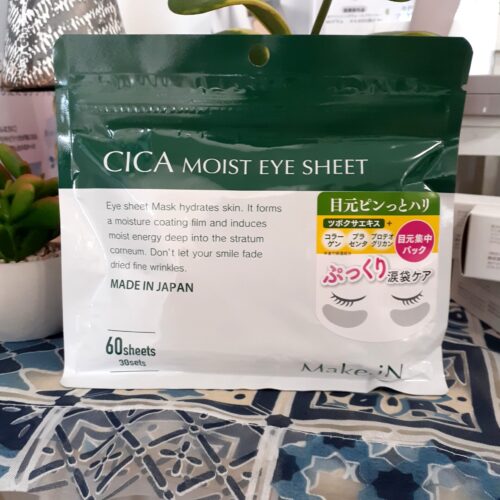 CICA MOIST EYE SHEET
Eye sheet Mask hydrates skin. It forms
a moisture coating film and induces
moist energy deep into the stratum
corneum. Don't let your smile fade
dried fine wrinkles.
MADE IN JAPAN
60sheets
30sets
目元ピンっとハリ
ツボクサエキス +
コラーゲン プラセンタ プロテオグリカン
目元集中
パック
ぷっくり涙袋ケア
Make.iN